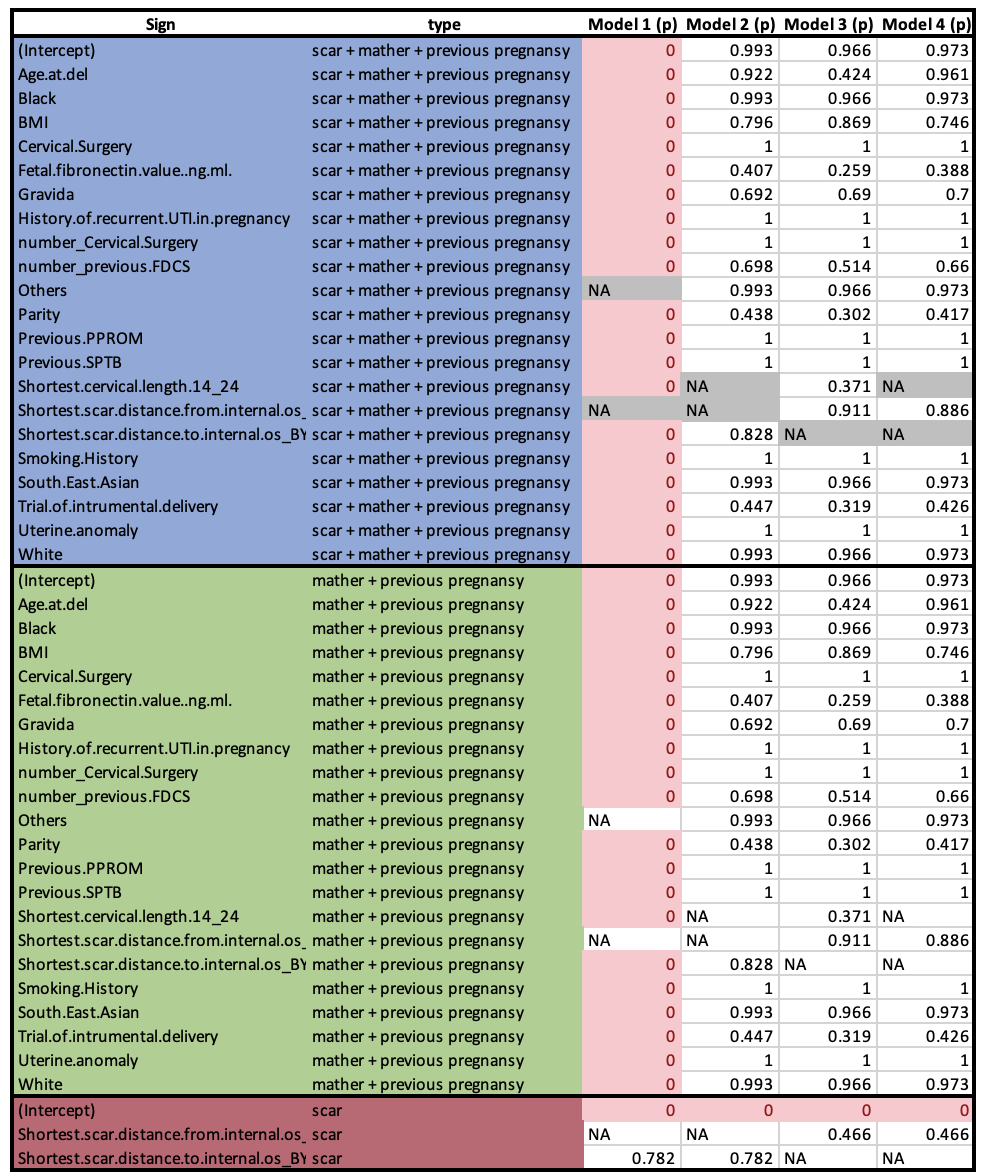 Sign type Model 1 (p) Model 2 (p) Model 3 (p) Model 4 (p)
(Intercept) scar + mather + previous pregnansy 0 0.993 0.966 0.973
Age.at.del scar + mather + previous pregnansy 0 0.922 0.424 0.961
Black scar + mather + previous pregnansy 0 0.993 0.966 0.973
BMI scar + mather + previous pregnansy 0 0.796 0.869 0.746
Cervical.Surgery scar + mather + previous pregnansy 0 1 1 1
Fetal.fibronectin.value..ng.ml. scar + mather + previous pregnansy 0 0.407 0.259 0.388
Gravida scar + mather + previous pregnansy 0 0.692 0.69 0.7
History.of.recurrent.UTI.in.pregnancy scar + mather + previous pregnansy 0 1 1 1
number_Cervical.Surgery scar + mather + previous pregnansy 0 1 1 1
number_previous.FDCS scar + mather + previous pregnansy 0 0.698 0.514 0.66
Others scar + mather + previous pregnansy NA 0.993 0.966 0.973
Parity scar + mather + previous pregnansy 0 0.438 0.302 0.417
Previous.PPROM scar + mather + previous pregnansy 0 1 1 1
Previous.SPTB scar + mather + previous pregnansy 0 1 1 1
Shortest.cervical.length.14_24 scar + mather + previous pregnansy 0 NA 0.371 NA
Shortest.scar.distance.from.internal.os_ scar + mather + previous pregnansy NA NA 0.911 0.886
Shortest.scar.distance.to.internal.os_BY scar + mather + previous pregnansy 0 0.828 NA NA
Smoking.History scar + mather + previous pregnansy 0 1 1 1
South.East.Asian scar + mather + previous pregnansy 0 0.993 0.966 0.973
Trial.of.intrumental.delivery scar + mather + previous pregnansy 0 0.447 0.319 0.426
Uterine.anomaly scar + mather + previous pregnansy 0 1 1 1
White scar + mather + previous pregnansy 0 0.993 0.966 0.973
(Intercept) mather + previous pregnansy 0 0.993 0.966 0.973
Age.at.del mather + previous pregnansy 0 0.922 0.424 0.961
Black mather + previous pregnansy 0 0.993 0.966 0.973
BMI mather + previous pregnansy 0 0.796 0.869 0.746
Cervical.Surgery mather + previous pregnansy 0 1 1 1
Fetal.fibronectin.value..ng.ml. mather + previous pregnansy 0 0.407 0.259 0.388
Gravida mather + previous pregnansy 0 0.692 0.69 0.7
History.of.recurrent.UTI.in.pregnancy mather + previous pregnansy 0 1 1 1
number_Cervical.Surgery mather + previous pregnansy 0 1 1 1
number_previous.FDCS mather + previous pregnansy 0 0.698 0.514 0.66
Others mather + previous pregnansy NA 0.993 0.966 0.973
Parity mather + previous pregnansy 0 0.438 0.302 0.417
Previous.PPROM mather + previous pregnansy 0 1 1 1
Previous.SPTB mather + previous pregnansy 0 1 1 1
Shortest.cervical.length.14_24 mather + previous pregnansy 0 NA 0.371 NA
Shortest.scar.distance.from.internal.os_ mather + previous pregnansy NA NA 0.911 0.886
Shortest.scar.distance.to.internal.os_BY mather + previous pregnansy 0 0.828 NA NA
Smoking.History mather + previous pregnansy 0 1 1 1
South.East.Asian mather + previous pregnansy 0 0.993 0.966 0.973
Trial.of.intrumental.delivery mather + previous pregnansy 0 0.447 0.319 0.426
Uterine.anomaly mather + previous pregnansy 0 1 1 1
White mather + previous pregnansy 0 0.993 0.966 0.973
(Intercept) scar 0 0 0 0
Shortest.scar.distance.from.internal.os_ scar NA NA 0.466 0.466
Shortest.scar.distance.to.internal.os_BY scar 0.782 0.782 NA NA